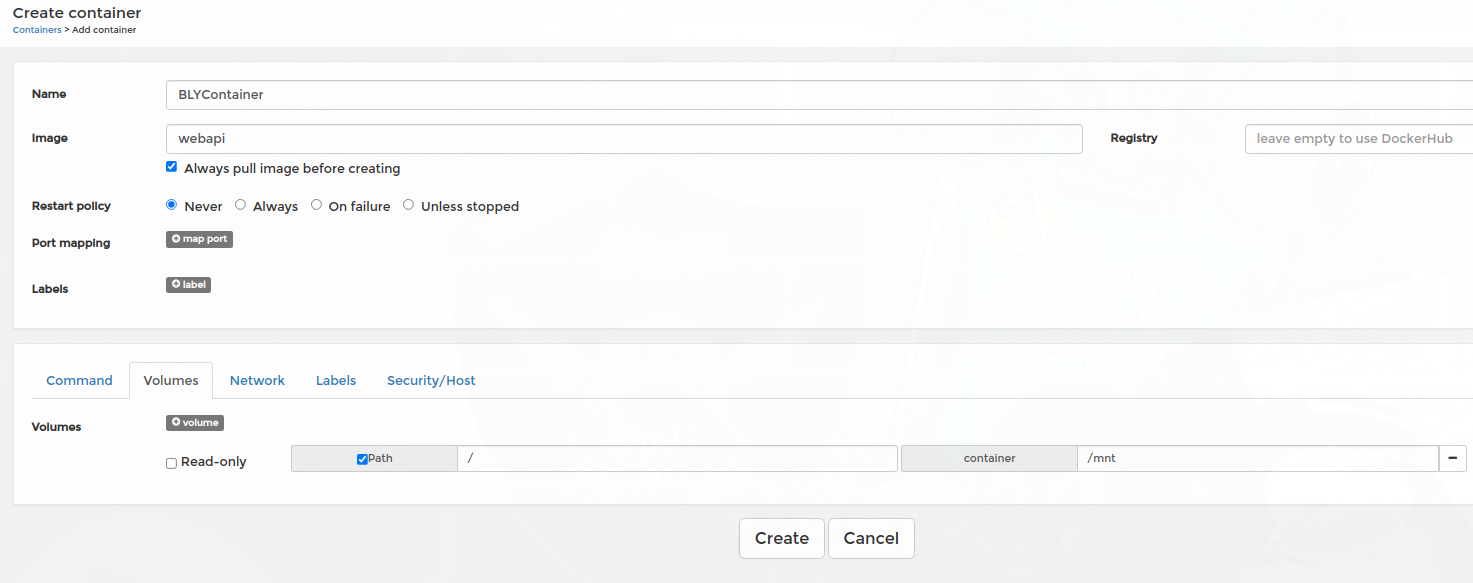 Create container
Containers > Add container
Name
BLYContainer
Image
webapi
Registry
leave empty to use DockerHub
Always pull image before creating
Restart policy
Never
Always
On failure
Unless stopped
Port mapping
map port
Labels
label
Command
Volumes
Network
Labels
Security/Host
Volumes
volume
Read-only
Path
/
container
/mnt
Create
Cancel